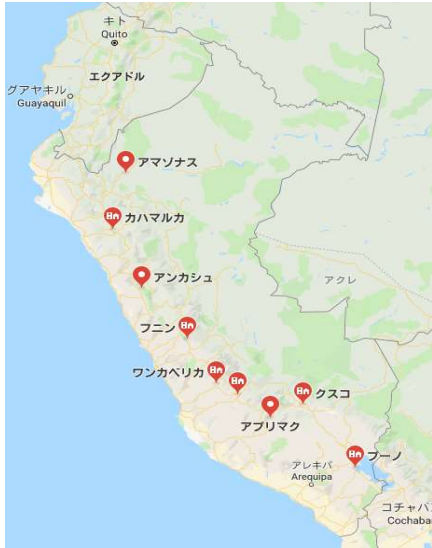 キト
Quito
エクアドル
グアヤキル
Guayaquil
アマゾナス
カハマルカ
アンカシュ
アクレ
フニン
ワンカベリカ
クスコ
アプリマク
プーノ
アレキパ
Arequipa
コチャバ
Cochaba